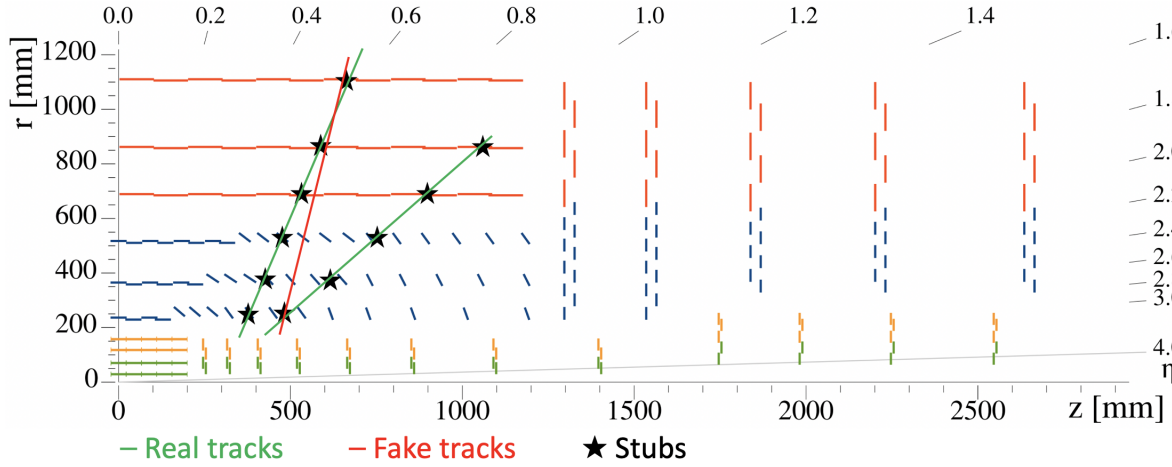 0.0 0.2 0.4 0.6 0.8 1.0 1.2 1.4
r [mm]
1200
1000
800
600
400
200
0
4.0
η
0 500 1000 1500 2000 2500 z [mm]
– Real tracks – Fake tracks ★ Stubs